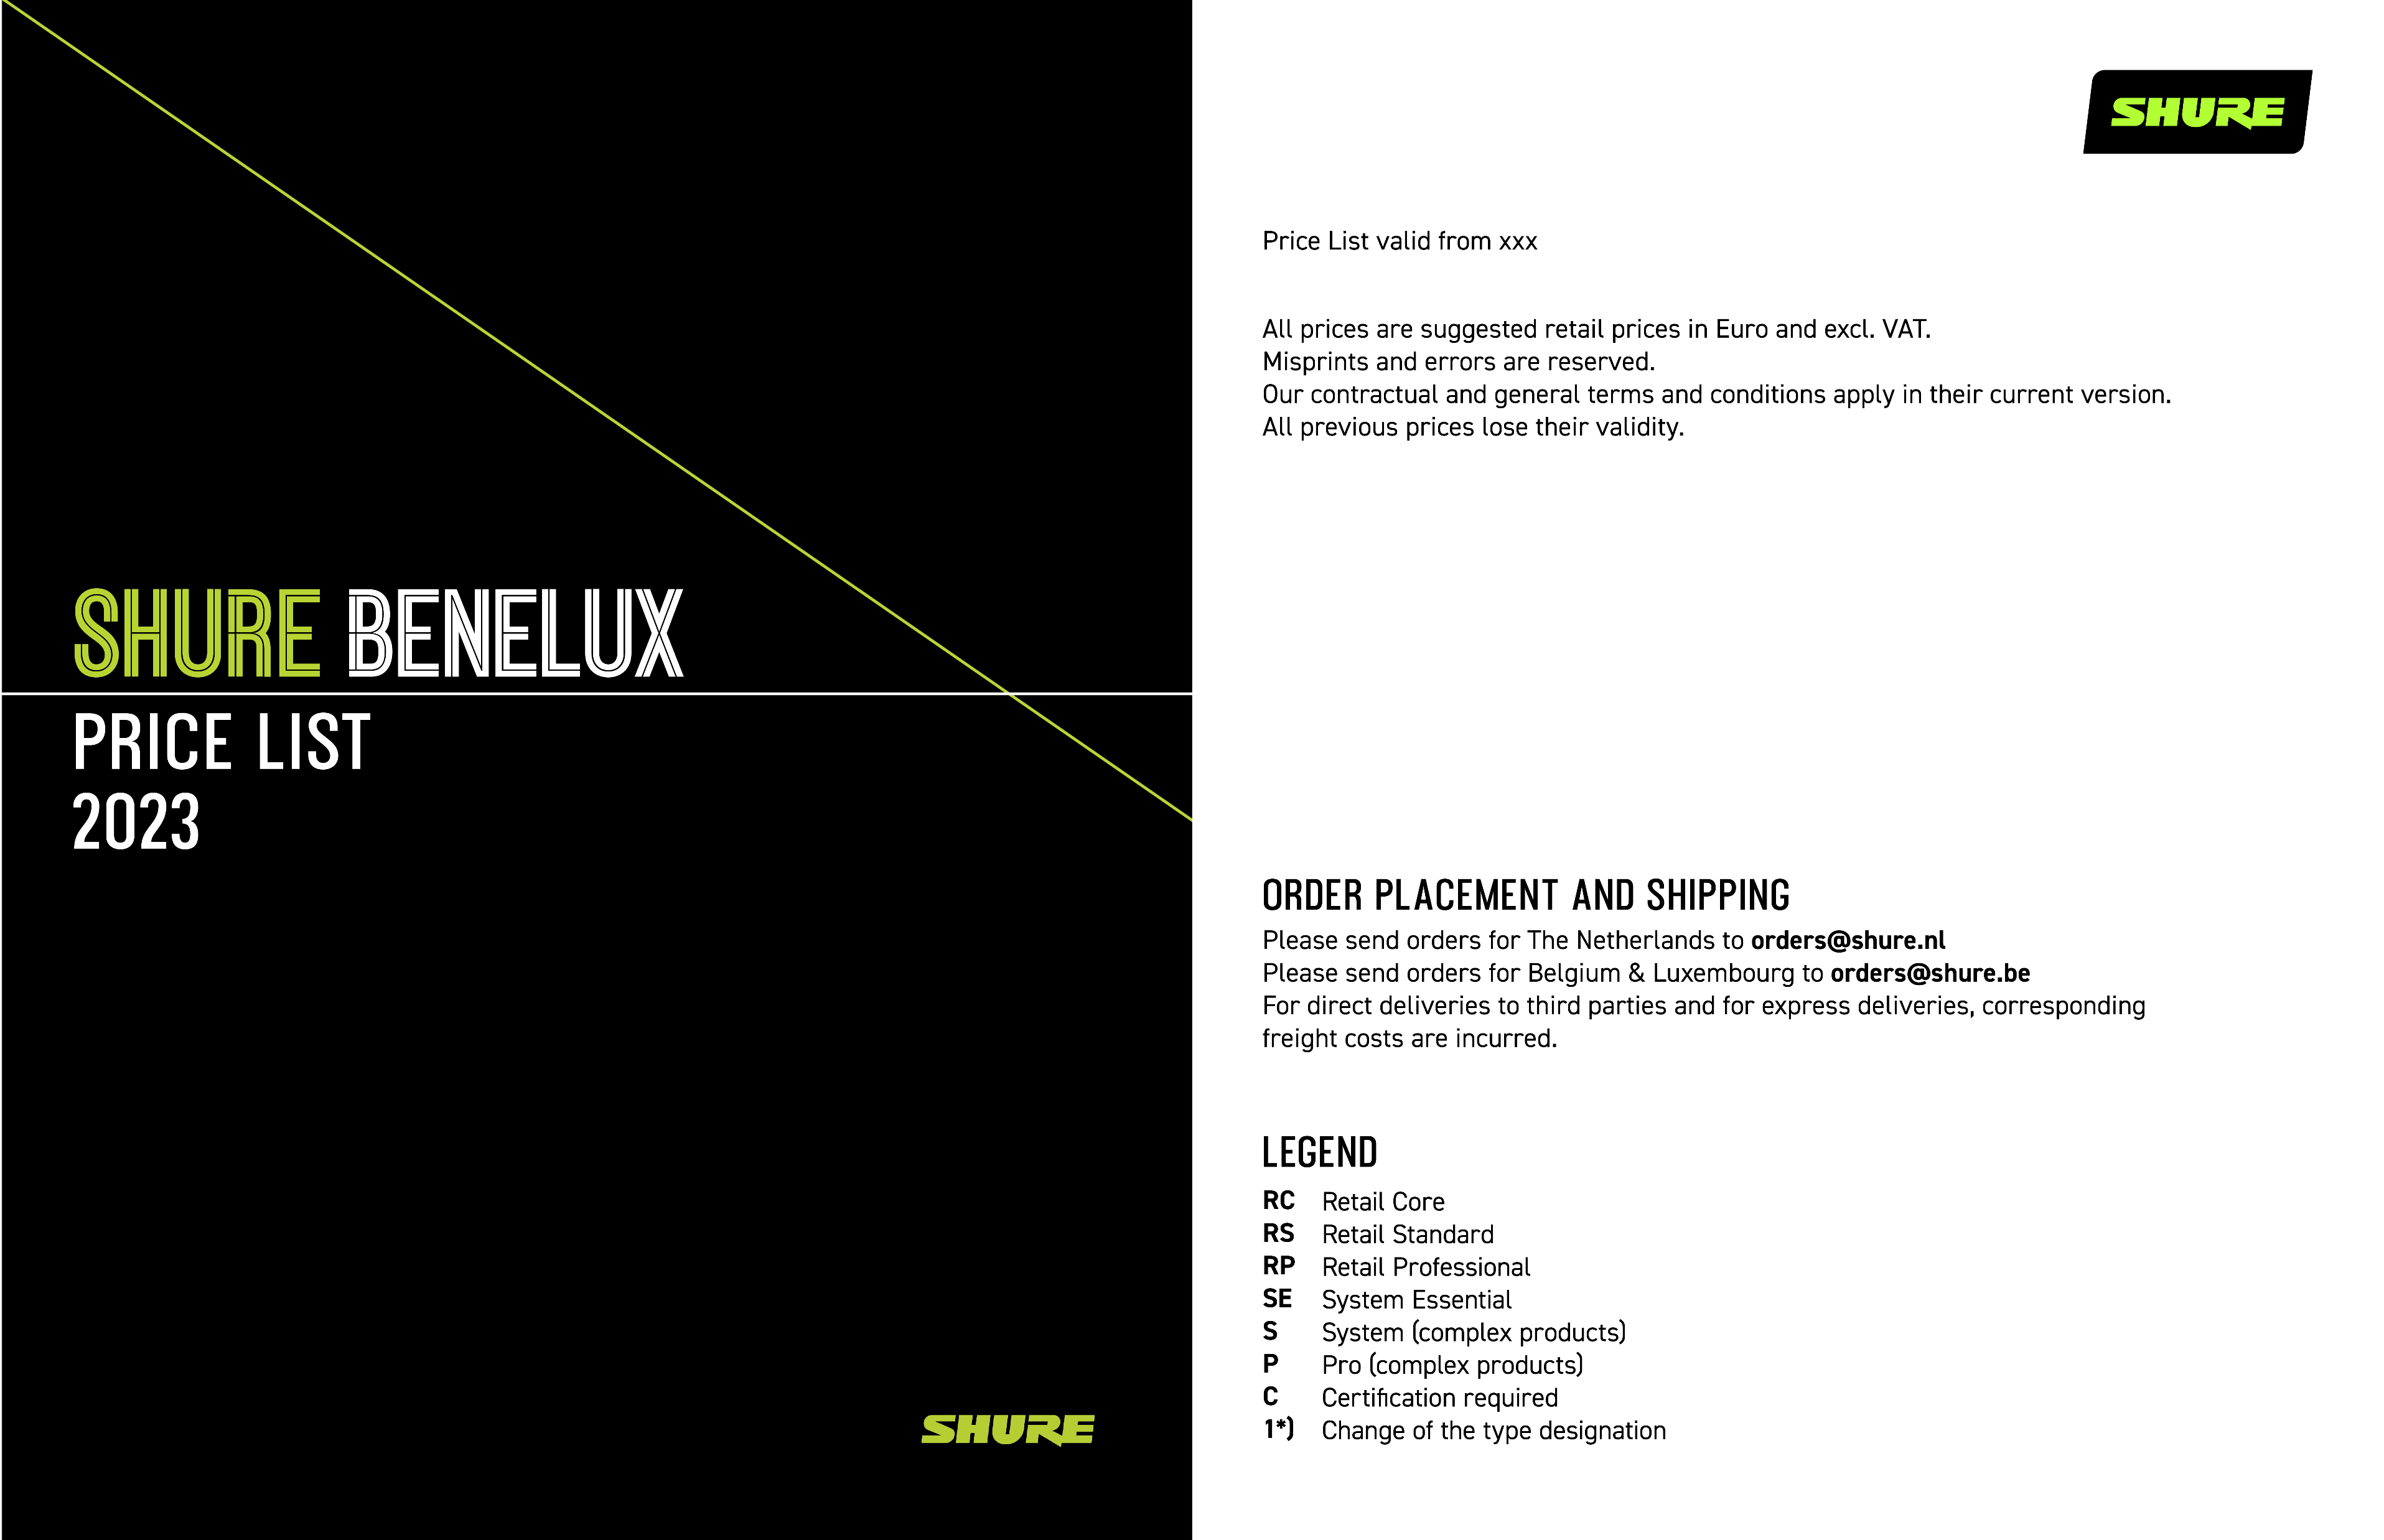 SHURE BENELUX
PRICE LIST
2023
SHURE
SHURE
Price List valid from xxx
All prices are suggested retail prices in Euro and excl. VAT.
Misprints and errors are reserved.
Our contractual and general terms and conditions apply in their current version.
All previous prices lose their validity.
ORDER PLACEMENT AND SHIPPING
Please send orders for The Netherlands to orders@shure.nl
Please send orders for Belgium & Luxembourg to orders@shure.be
For direct deliveries to third parties and for express deliveries, corresponding
freight costs are incurred.
LEGEND
RC Retail Core
RS Retail Standard
RP Retail Professional
SE System Essential
S System (complex products)
P Pro (complex products)
C Certification required
1*) Change of the type designation